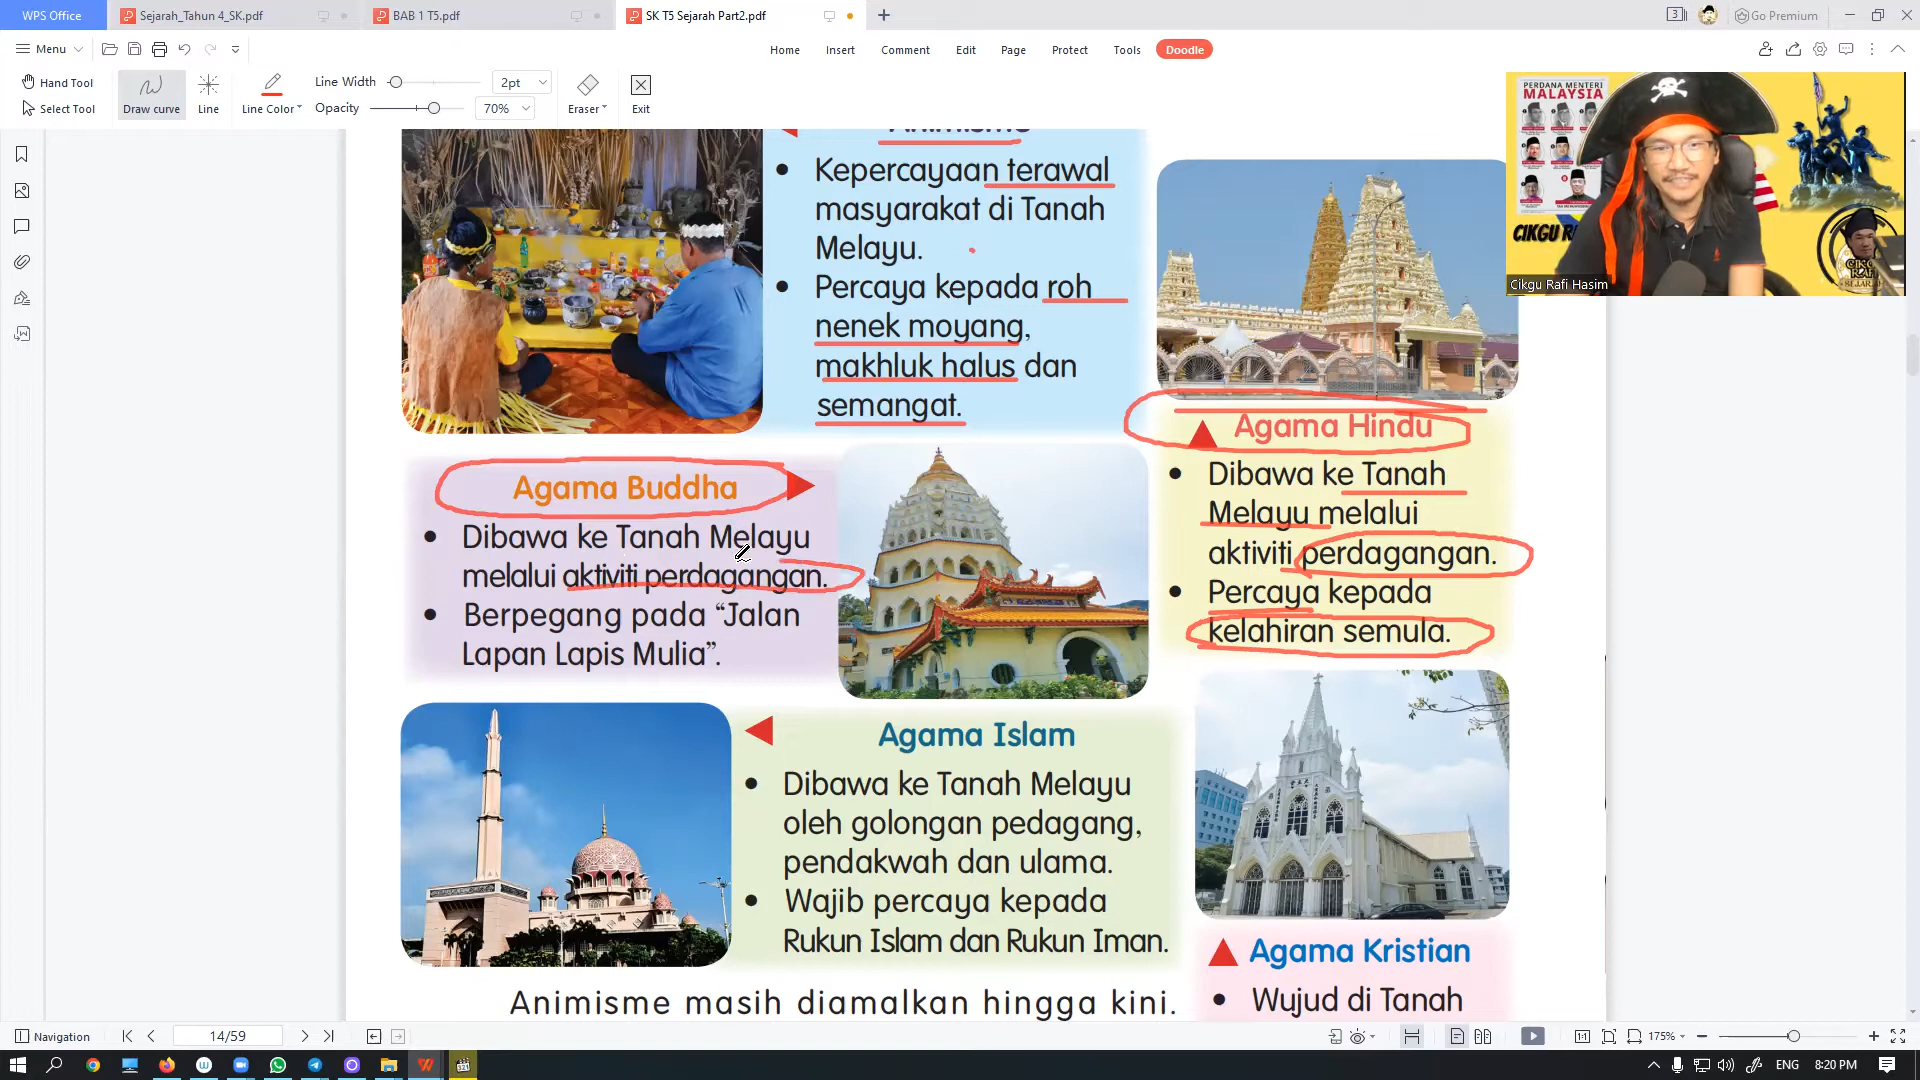 WPS Office
Sejarah_Tahun 4_SK.pdf
BAB 1 T5.pdf
SK T5 Sejarah Part2.pdf
3
Go Premium
Menu
Home
Insert
Comment
Edit
Page
Protect
Tools
Doodle
Hand Tool
Select Tool
Draw curve
Line
Line Color
Line Width
2pt
Opacity
70%
Eraser
Exit
PERDANA MENTERI
MALAYSIA
CIKGU
Cikgu Rafi Hasim
Animisme
Kepercayaan terawal
masyarakat di Tanah
Melayu.
Percaya kepada roh
nenek moyang,
makhluk halus dan
semangat.
Agama Hindu
Dibawa ke Tanah
Melayu melalui
aktiviti perdagangan.
Percaya kepada
kelahiran semula.
Agama Buddha
Dibawa ke Tanah Melayu
melalui aktiviti perdagangan.
Berpegang pada “Jalan
Lapan Lapis Mulia”.
Agama Islam
Dibawa ke Tanah Melayu
oleh golongan pedagang,
pendakwah dan ulama.
Wajib percaya kepada
Rukun Islam dan Rukun Iman.
Agama Kristian
Wujud di Tanah
Animisme masih diamalkan hingga kini.
Navigation
14/59
175%
ENG
8:20 PM